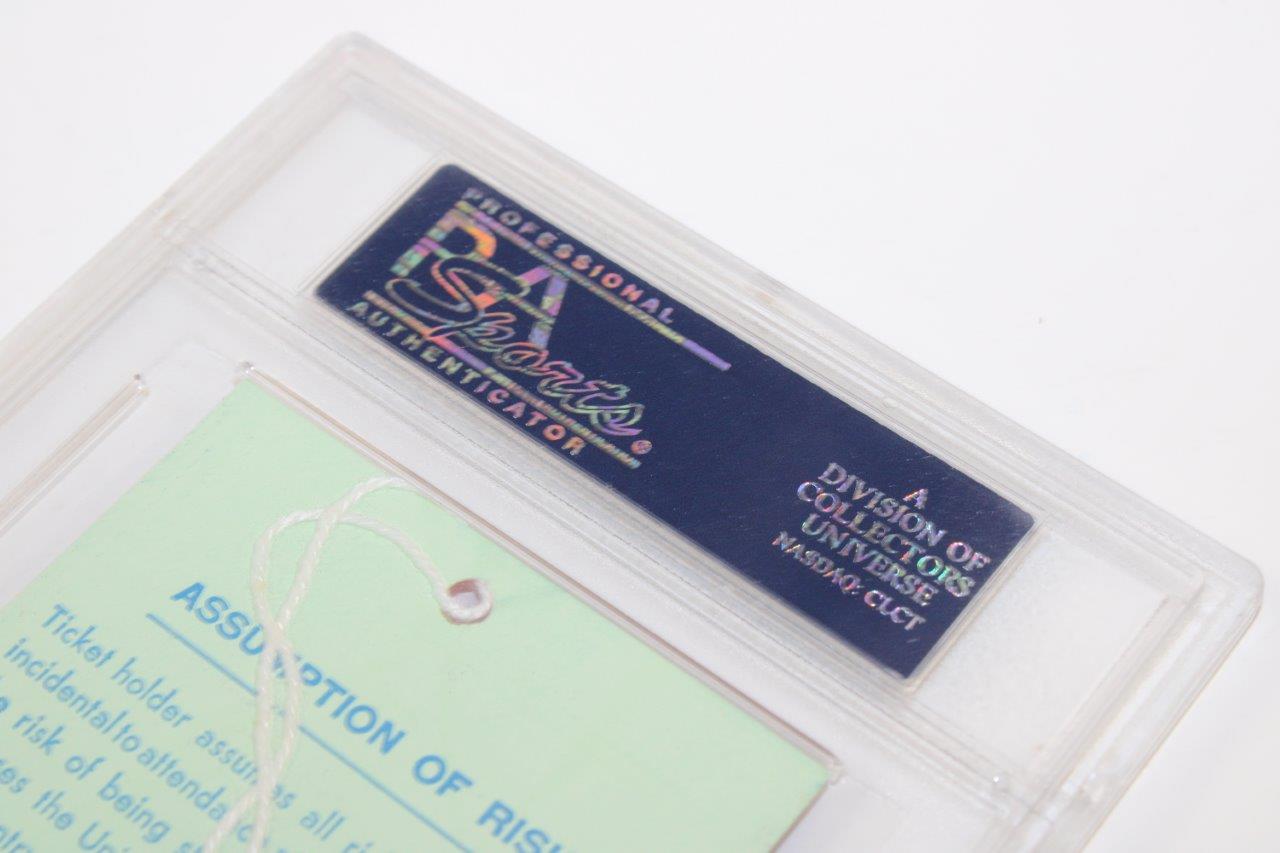 PROFESSIONAL
PSA
Sports®
AUTHENTICATOR
A
DIVISION OF
COLLECTORS
UNIVERSE
NASDAQ: CLCT
ASSUMPTION OF RISK
Ticket holder assumes all
incidental to attendance
risk of being
the